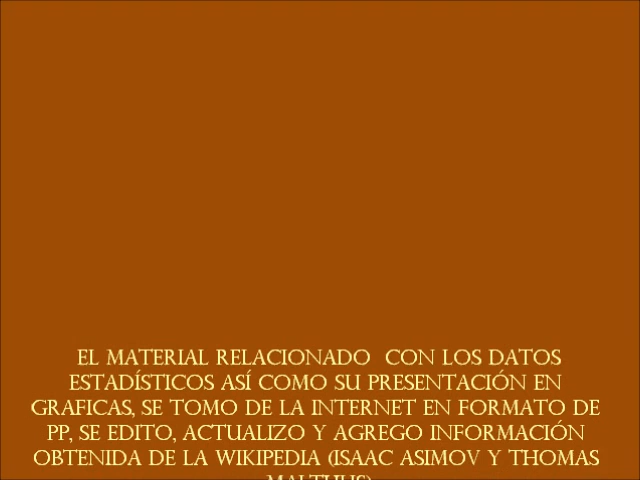 EL MATERIAL RELACIONADO CON LOS DATOS
ESTADÍSTICOS ASÍ COMO SU PRESENTACIÓN EN
GRAFICAS, SE TOMO DE LA INTERNET EN FORMATO DE
PP, SE EDITO, ACTUALIZO Y AGREGO INFORMACIÓN
OBTENIDA DE LA WIKIPEDIA (ISAAC ASIMOV Y THOMAS
MALTHUS)